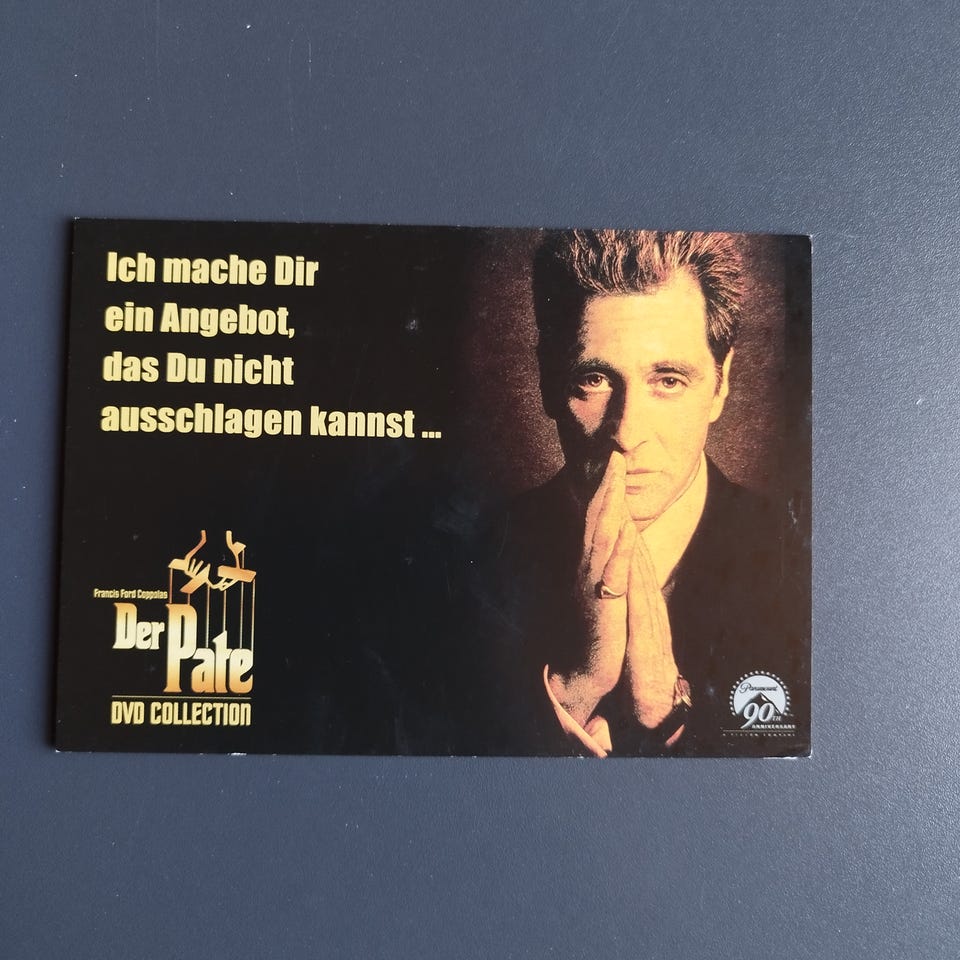 Ich mache Dir
ein Angebot,
das Du nicht
ausschlagen kannst ...
Francis Ford Coppolas
Der Pate
DVD COLLECTION
Paramount
90TH
ANNIVERSARY